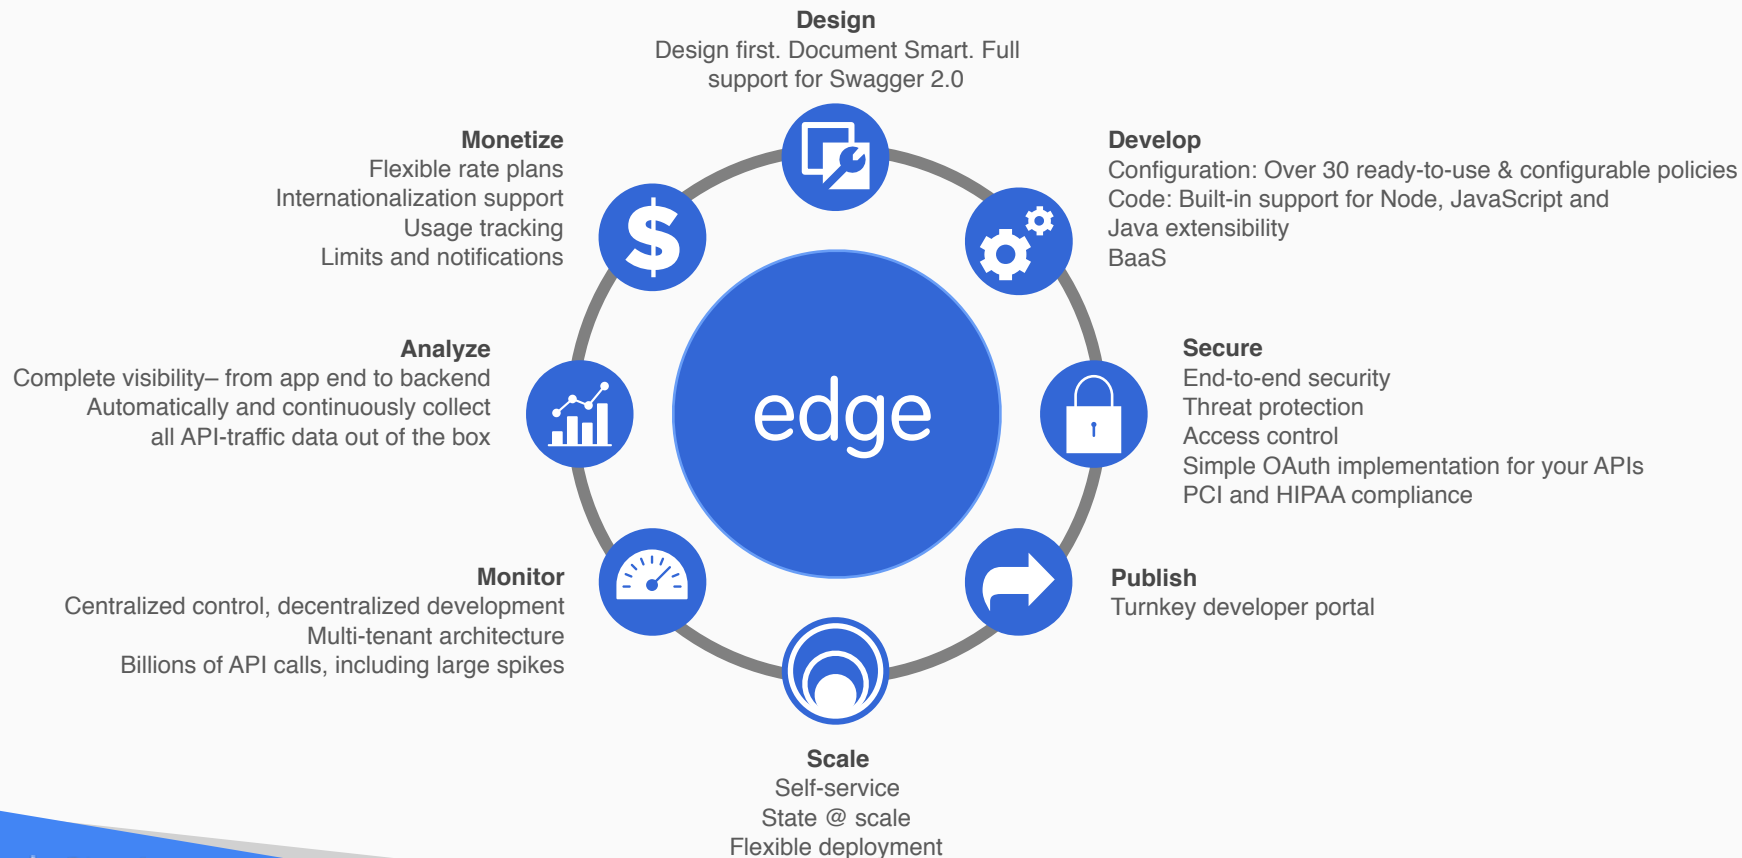 Design
Design first. Document Smart. Full
support for Swagger 2.0
Develop
Configuration: Over 30 ready-to-use & configurable policies
Code: Built-in support for Node, JavaScript and
Java extensibility
BaaS
Secure
End-to-end security
Threat protection
Access control
Simple OAuth implementation for your APIs
PCI and HIPAA compliance
Publish
Turnkey developer portal
Scale
Self-service
State @ scale
Flexible deployment
Monitor
Centralized control, decentralized development
Multi-tenant architecture
Billions of API calls, including large spikes
Analyze
Complete visibility– from app end to backend
Automatically and continuously collect
all API-traffic data out of the box
Monetize
Flexible rate plans
Internationalization support
Usage tracking
Limits and notifications
$
edge